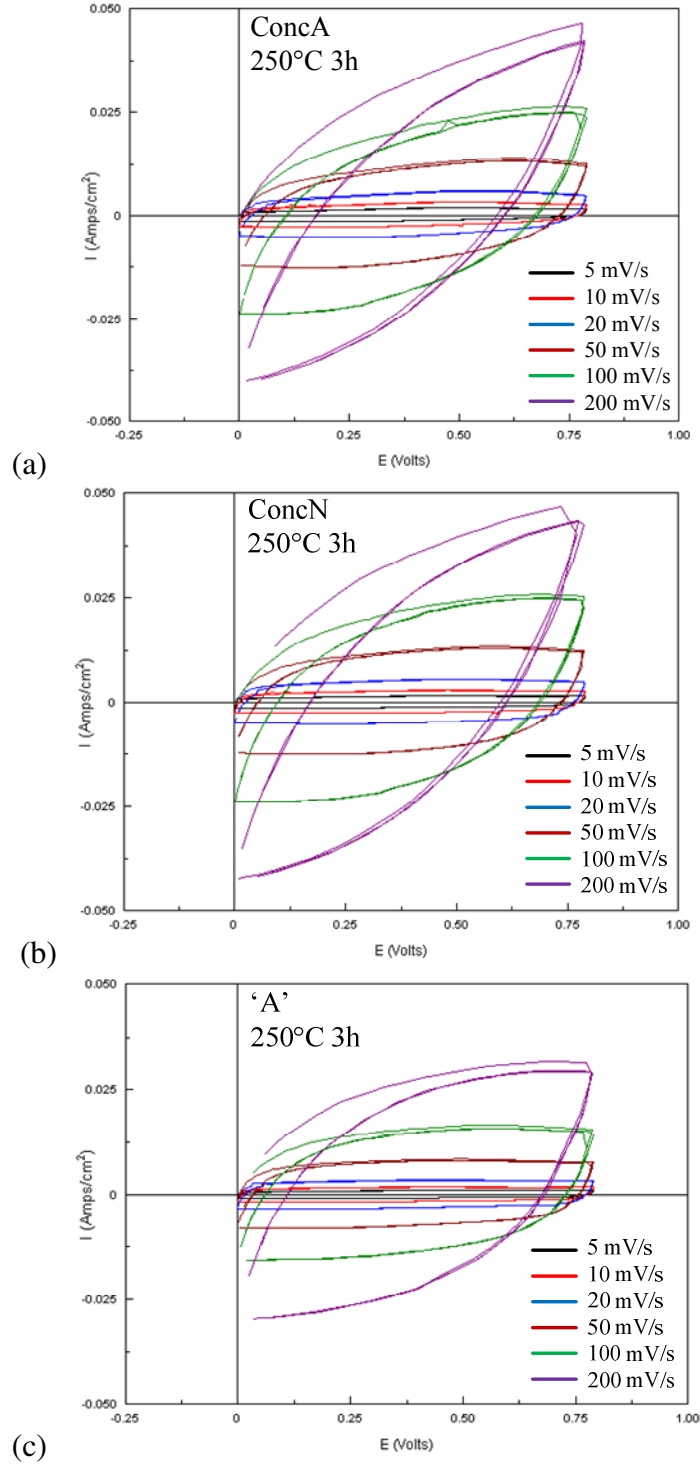 0.050
ConcA
250°C 3h
0.025
I (Amps/cm²)
0
-0.025
-0.050
5 mV/s
10 mV/s
20 mV/s
50 mV/s
100 mV/s
200 mV/s
-0.25
0
0.25
0.50
0.75
1.00
E (Volts)
(a)
0.050
ConcN
250°C 3h
0.025
I (Amps/cm²)
0
-0.025
-0.050
5 mV/s
10 mV/s
20 mV/s
50 mV/s
100 mV/s
200 mV/s
-0.25
0
0.25
0.50
0.75
1.00
E (Volts)
(b)
0.050
‘A’
250°C 3h
0.025
I (Amps/cm²)
0
-0.025
-0.050
5 mV/s
10 mV/s
20 mV/s
50 mV/s
100 mV/s
200 mV/s
-0.25
0
0.25
0.50
0.75
1.00
E (Volts)
(c)